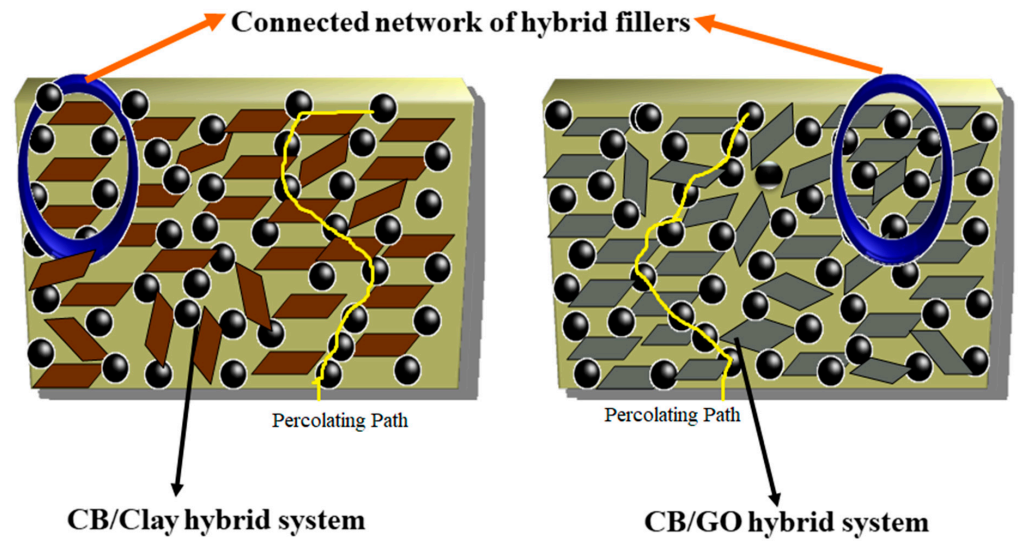 Connected network of hybrid fillers
Percolating Path
Percolating Path
CB/Clay hybrid system
CB/GO hybrid system